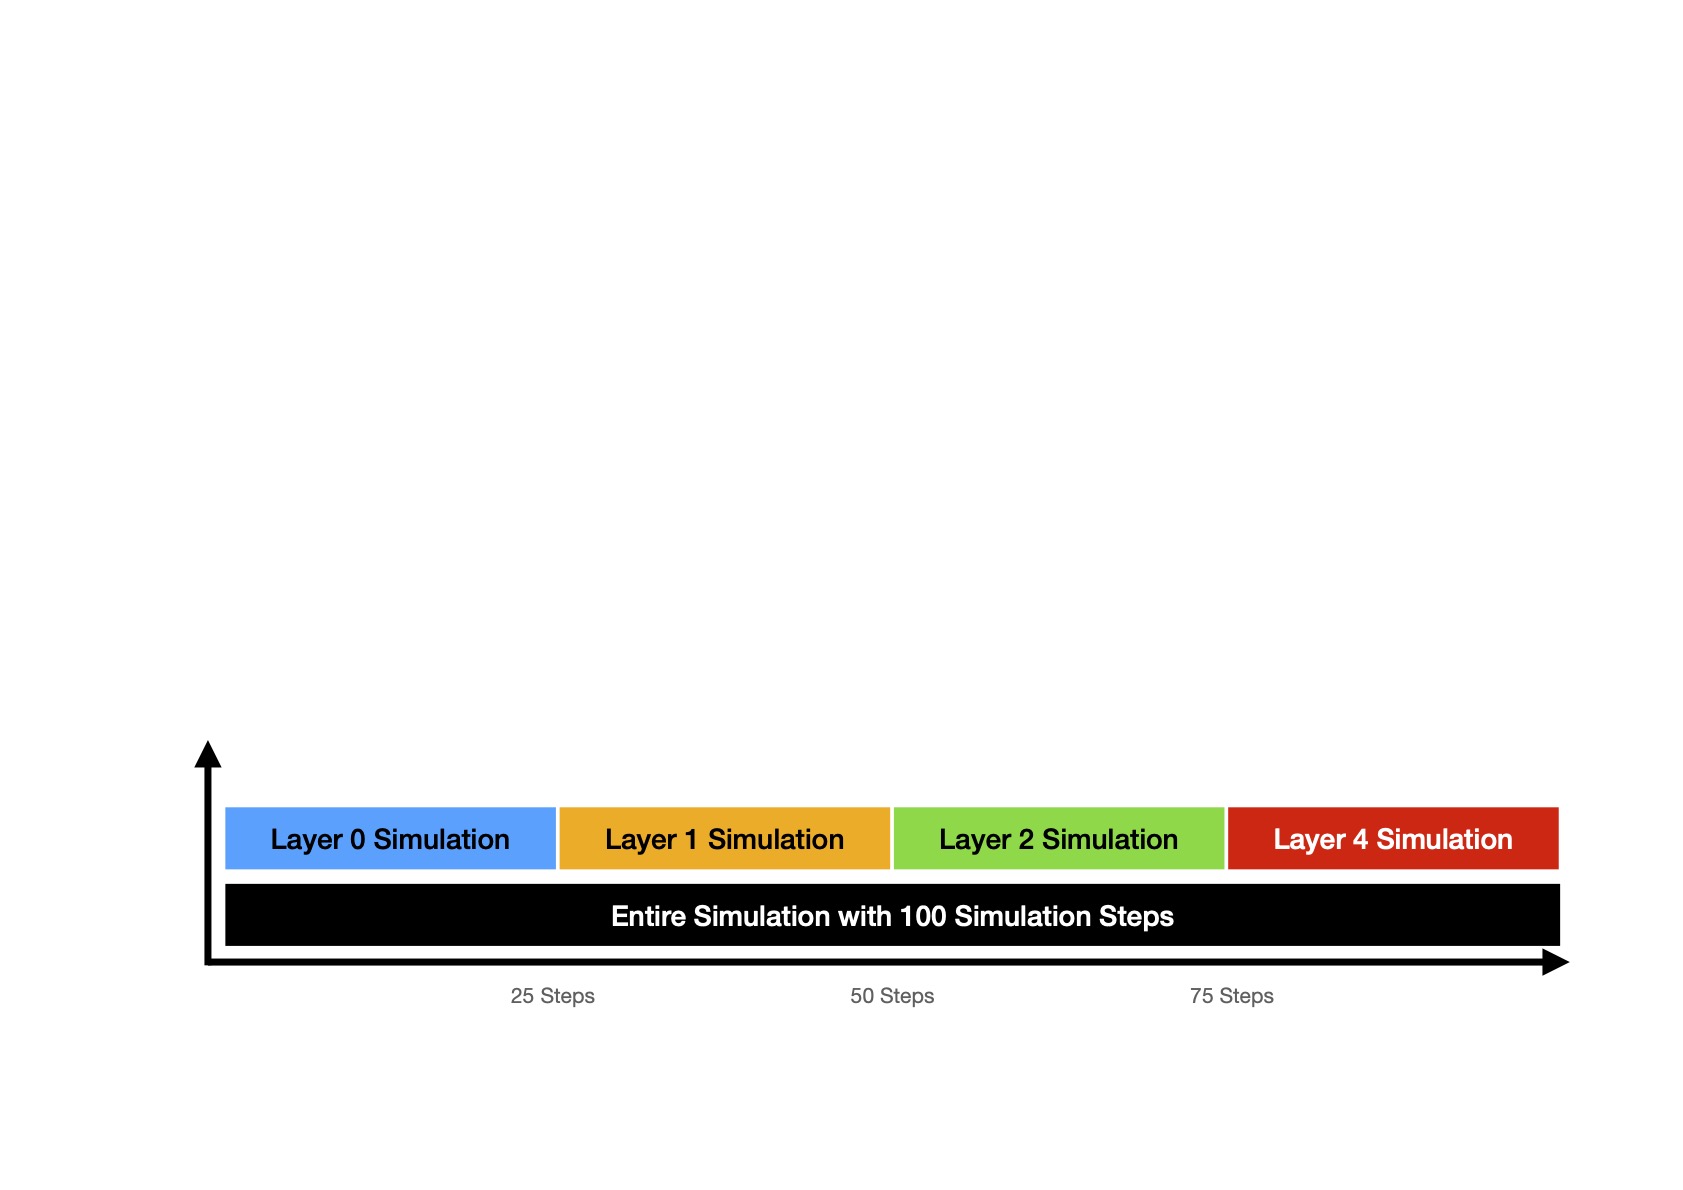 Layer 0 Simulation
Layer 1 Simulation
Layer 2 Simulation
Layer 4 Simulation
Entire Simulation with 100 Simulation Steps
25 Steps
50 Steps
75 Steps